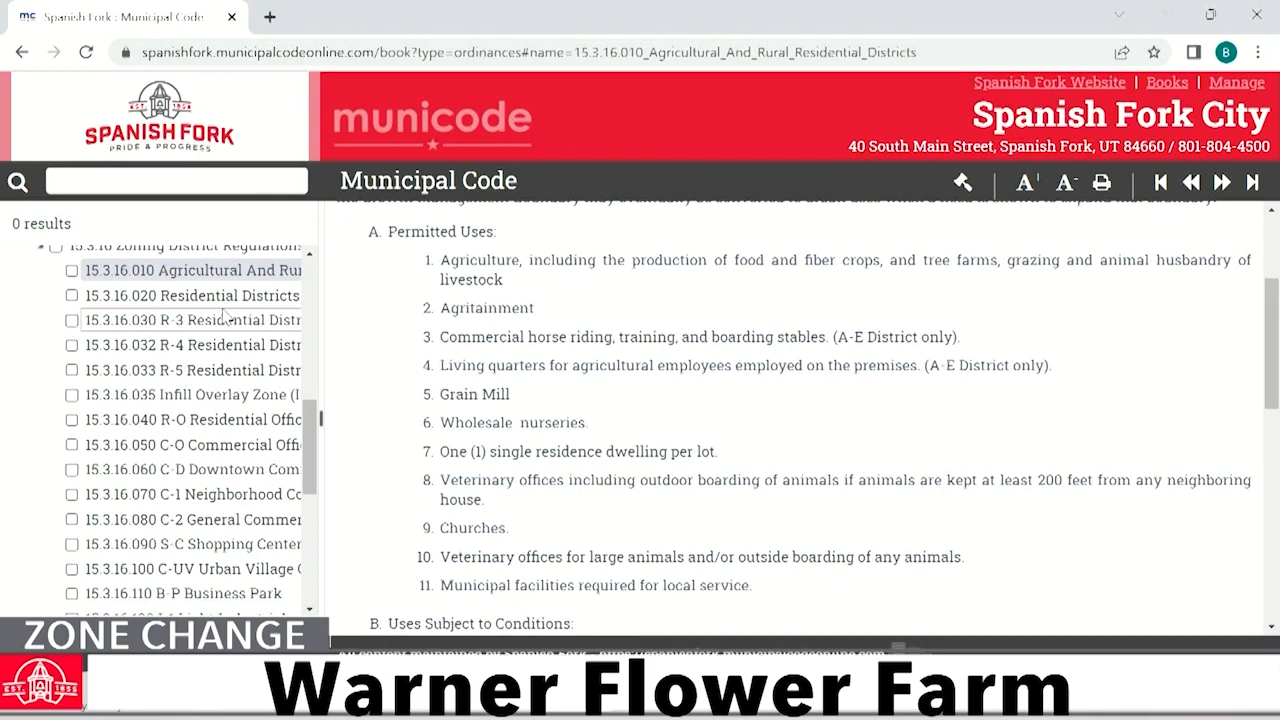 mc Spanish Fork : Municipal Code
spanishfork.municipalcodeonline.com/book?type=ordinances#name=15.3.16.010_Agricultural_And_Rural_Residential_Districts
B
EST. 1855
SPANISH FORK
PRIDE & PROGRESS
municode
Spanish Fork Website | Books | Manage
Spanish Fork City
40 South Main Street, Spanish Fork, UT 84660 / 801-804-4500
Municipal Code
0 results
15.3.16 Zoning District Regulations
15.3.16.010 Agricultural And Rur
15.3.16.020 Residential Districts
15.3.16.030 R-3 Residential Distr
15.3.16.032 R-4 Residential Distr
15.3.16.033 R-5 Residential Distr
15.3.16.035 Infill Overlay Zone (I
15.3.16.040 R-O Residential Offic
15.3.16.050 C-O Commercial Offi
15.3.16.060 C-D Downtown Com
15.3.16.070 C-1 Neighborhood Co
15.3.16.080 C-2 General Commer
15.3.16.090 S-C Shopping Center
15.3.16.100 C-UV Urban Village C
15.3.16.110 B-P Business Park
A. Permitted Uses:
1. Agriculture, including the production of food and fiber crops, and tree farms, grazing and animal husbandry of
livestock
2. Agritainment
3. Commercial horse riding, training, and boarding stables. (A-E District only).
4. Living quarters for agricultural employees employed on the premises. (A-E District only).
5. Grain Mill
6. Wholesale nurseries.
7. One (1) single residence dwelling per lot.
8. Veterinary offices including outdoor boarding of animals if animals are kept at least 200 feet from any neighboring
house.
9. Churches.
10. Veterinary offices for large animals and/or outside boarding of any animals.
11. Municipal facilities required for local service.
B. Uses Subject to Conditions:
ZONE CHANGE
EST. 1855
Warner Flower Farm